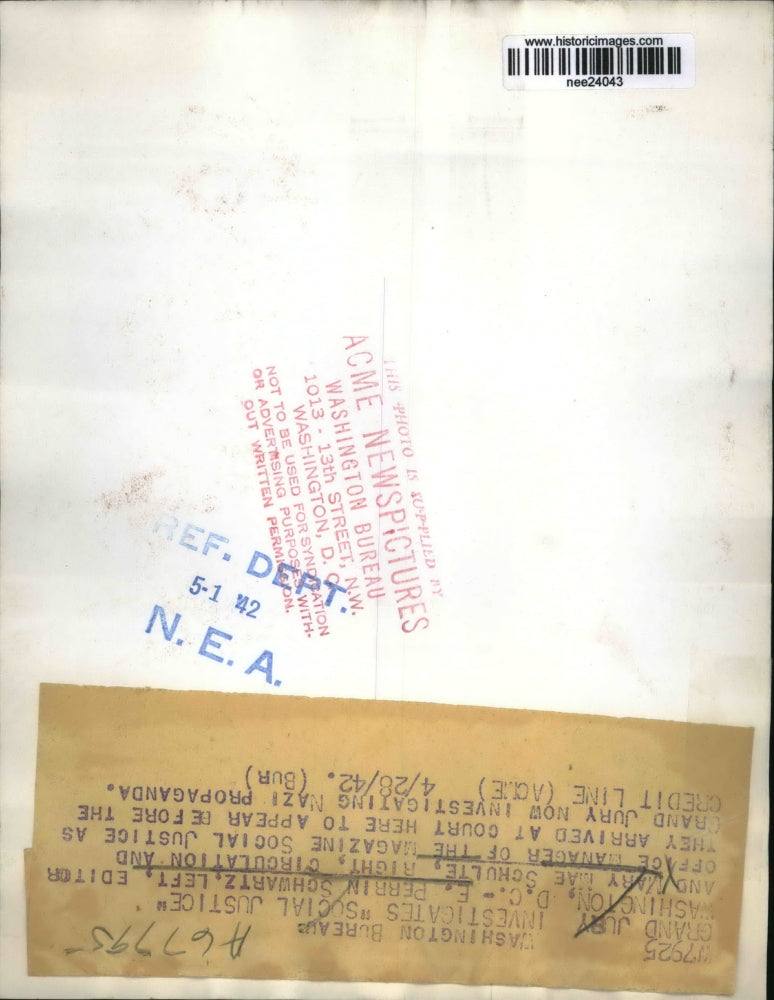 www.historicimages.com
nee24043
THIS PHOTO IS SUPPLIED BY
ACME NEWSPICTURES
WASHINGTON BUREAU
1013 - 13th STREET, N.W.
WASHINGTON, D. C.
NOT TO BE USED FOR SYNDICATION
OR ADVERTISING PURPOSES WITH-
OUT WRITTEN PERMISSION.
REF. DEPT.
5-1 '42
N. E. A.
A67795
W7925 WASHINGTON BUREAU
GRAND JURY INVESTIGATES "SOCIAL JUSTICE"
WASHINGTON, D.C.- E. PERRIN SCHWARTZ, LEFT, EDITOR
AND MARY MAE SCHULTE, RIGHT, CIRCULATION AND
OFFICE MANAGER OF THE MAGAZINE SOCIAL JUSTICE AS
THEY ARRIVED AT COURT HERE TO APPEAR BEFORE THE
GRAND JURY NOW INVESTIGATING NAZI PROPAGANDA.
CREDIT LINE (ACME) 4/28/42. (BUR)